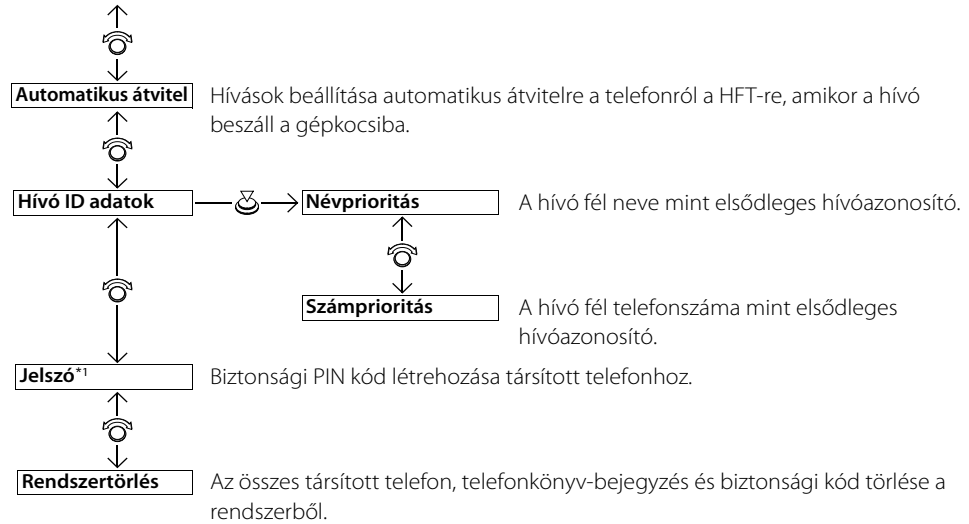 Automatikus átvitel
Hívások beállítása automatikus átvitelre a telefonról a HFT-re, amikor a hívó
beszáll a gépkocsiba.
Hívó ID adatok
Névprioritás
A hívó fél neve mint elsődleges hívóazonosító.
Számprioritás
A hívó fél telefonszáma mint elsődleges
hívóazonosító.
Jelszó*1
Biztonsági PIN kód létrehozása társított telefonhoz.
Rendszertörlés
Az összes társított telefon, telefonkönyv-bejegyzés és biztonsági kód törlése a
rendszerből.